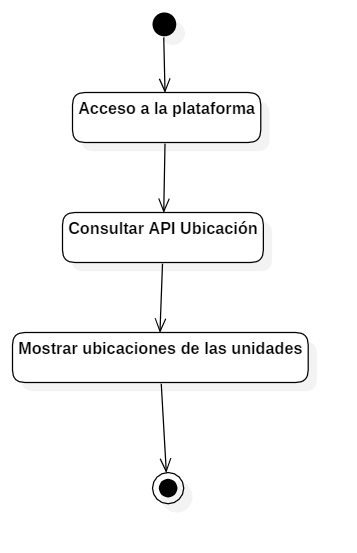 Acceso a la plataforma
Consultar API Ubicación
Mostrar ubicaciones de las unidades